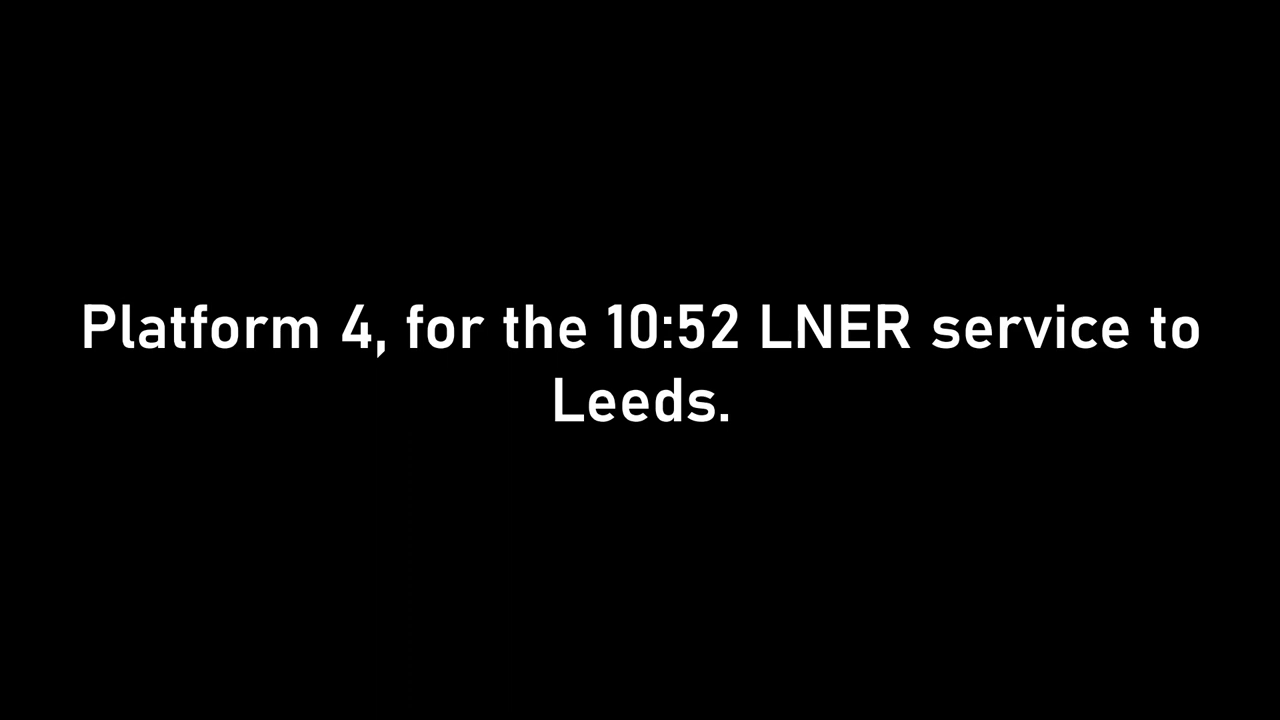 Platform 4, for the 10:52 LNER service to
Leeds.